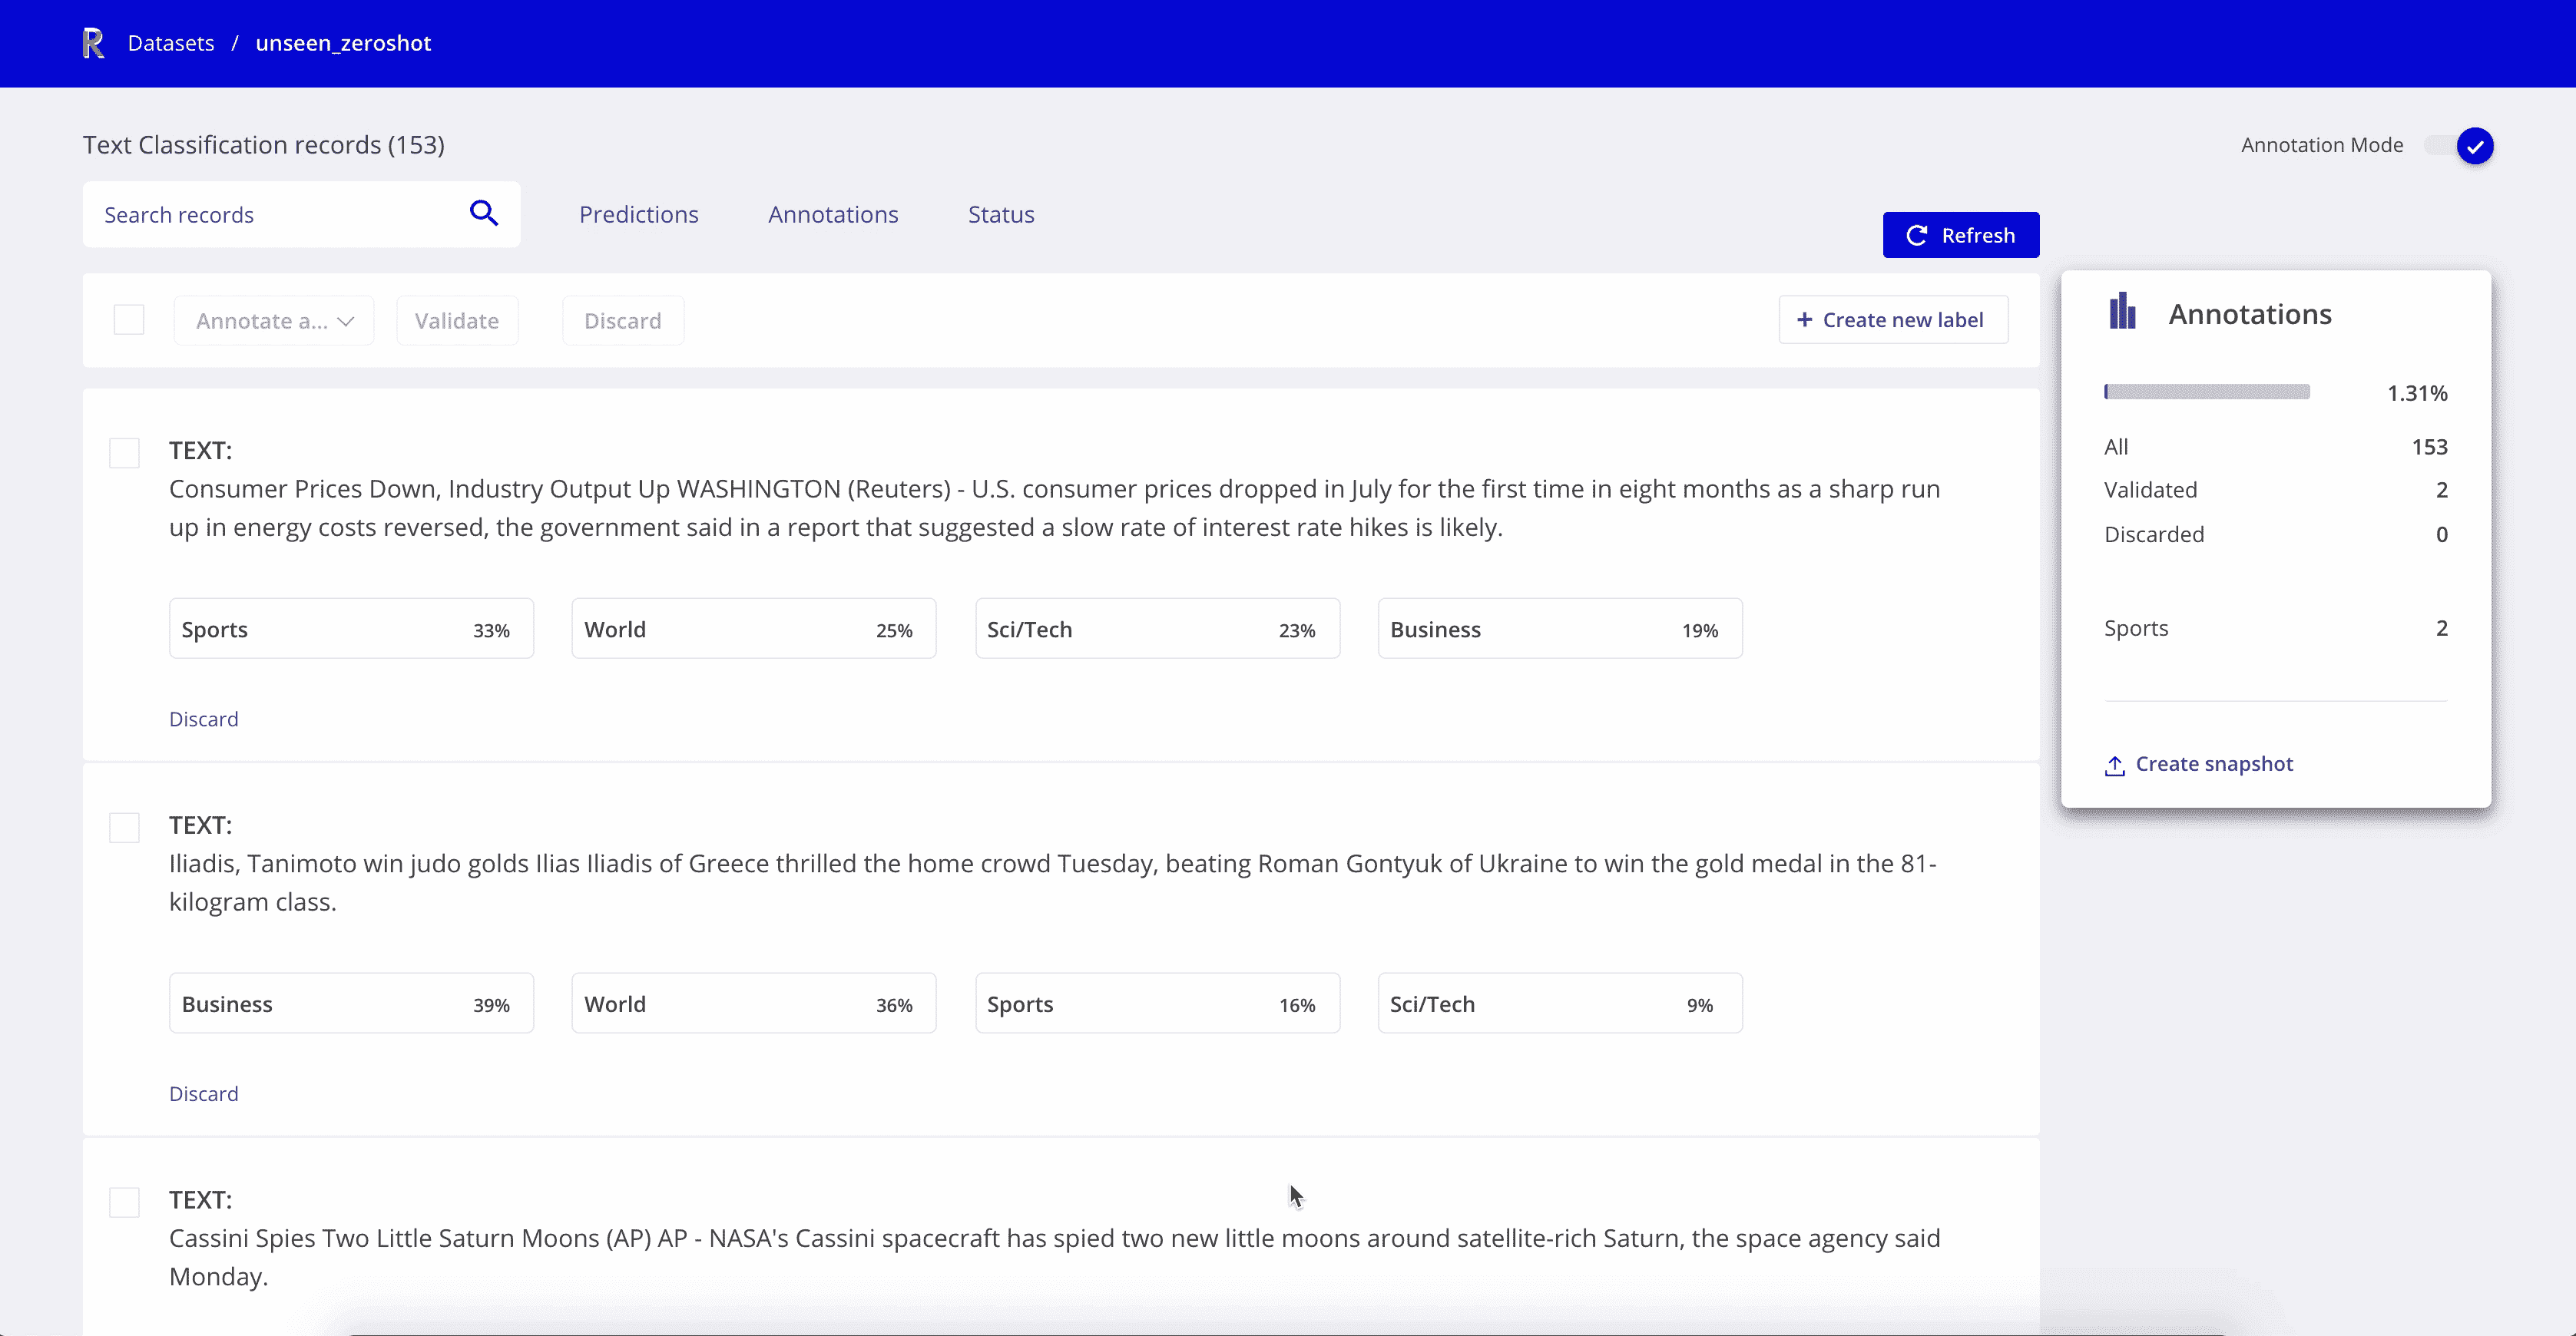 R Datasets / unseen_zeroshot
Text Classification records (153)
Annotation Mode
Search records
Predictions
Annotations
Status
Refresh
Annotate a...
Validate
Discard
+ Create new label
TEXT:
Consumer Prices Down, Industry Output Up WASHINGTON (Reuters) - U.S. consumer prices dropped in July for the first time in eight months as a sharp run
up in energy costs reversed, the government said in a report that suggested a slow rate of interest rate hikes is likely.
Sports 33%
World 25%
Sci/Tech 23%
Business 19%
Discard
TEXT:
Iliadis, Tanimoto win judo golds Ilias Iliadis of Greece thrilled the home crowd Tuesday, beating Roman Gontyuk of Ukraine to win the gold medal in the 81-
kilogram class.
Business 39%
World 36%
Sports 16%
Sci/Tech 9%
Discard
TEXT:
Cassini Spies Two Little Saturn Moons (AP) AP - NASA's Cassini spacecraft has spied two new little moons around satellite-rich Saturn, the space agency said
Monday.
Annotations
1.31%
All 153
Validated 2
Discarded 0
Sports 2
Create snapshot